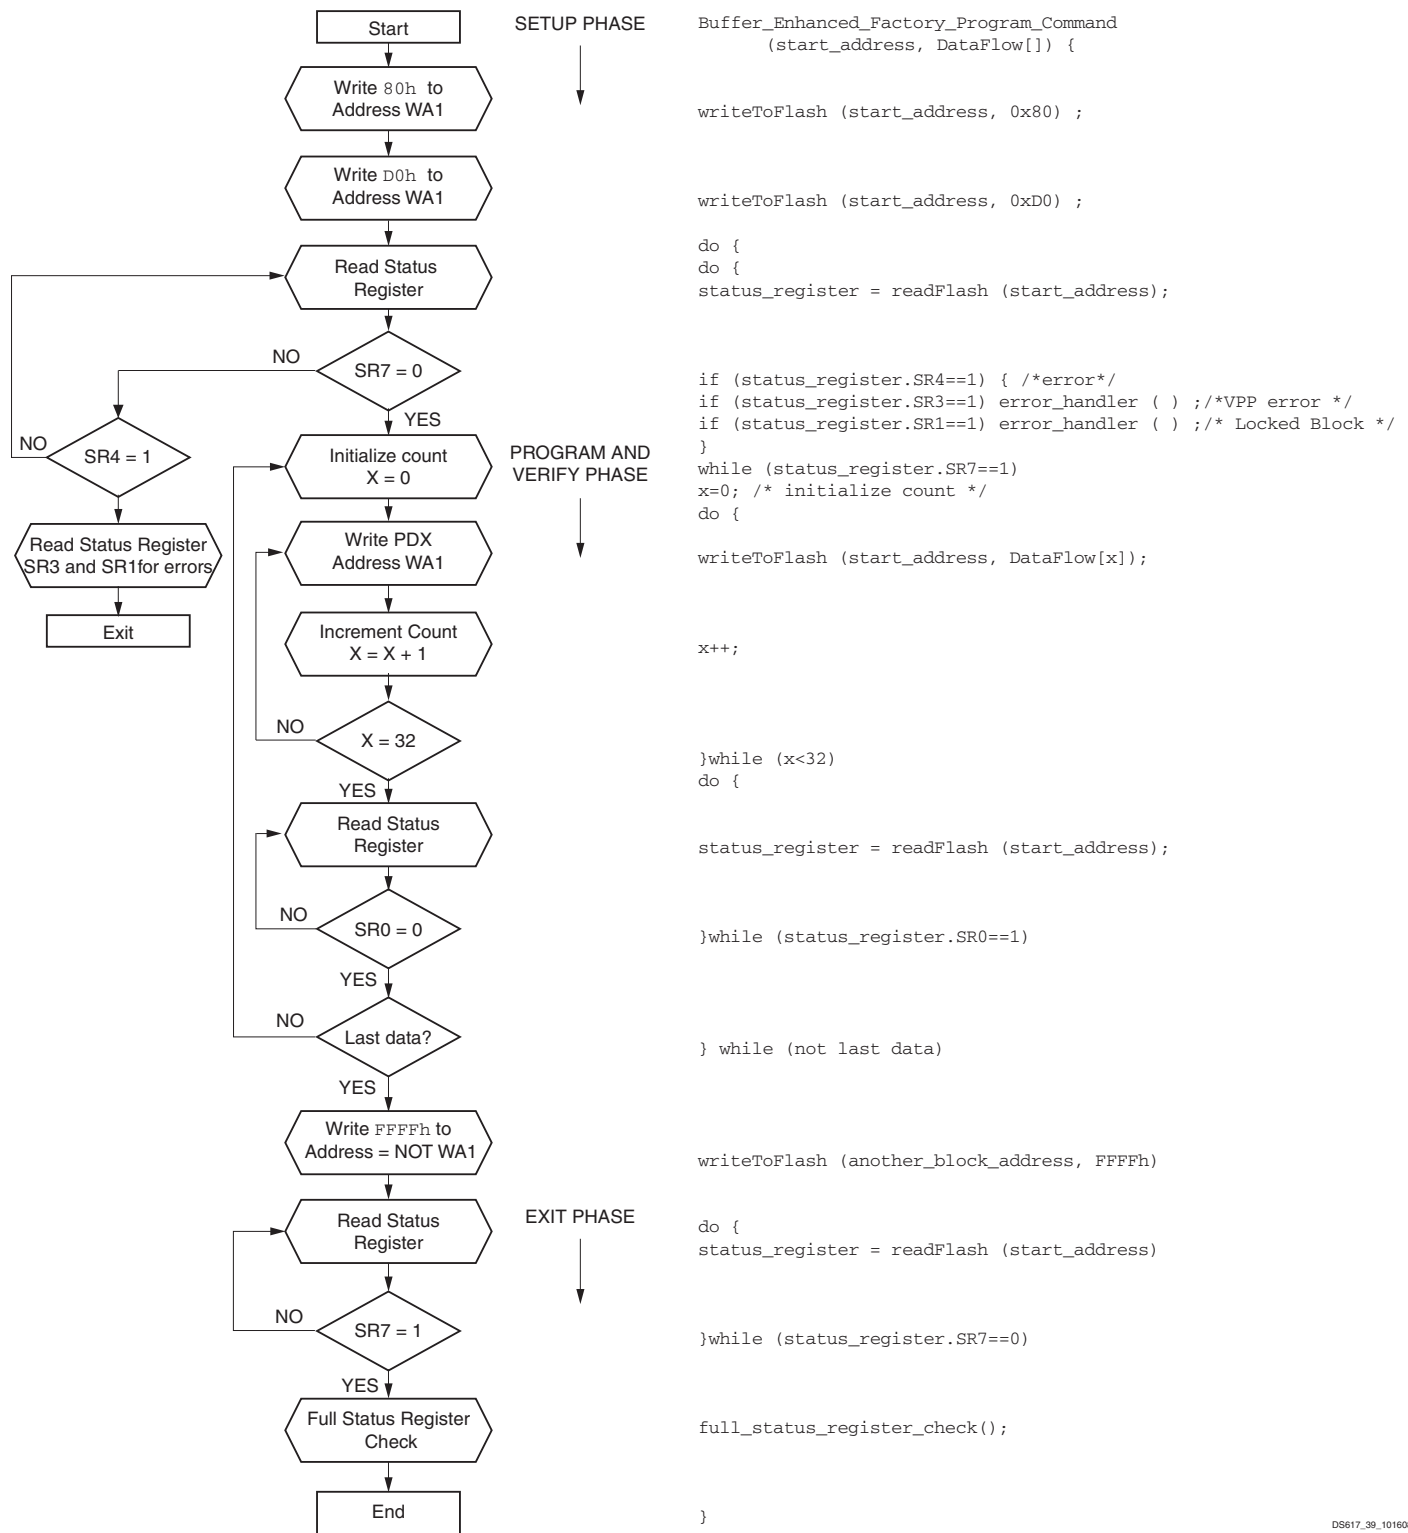 Start
SETUP PHASE
Buffer_Enhanced_Factory_Program_Command
(start_address, DataFlow[]) {
Write 80h to
Address WA1
writeToFlash (start_address, 0x80) ;
Write D0h to
Address WA1
writeToFlash (start_address, 0xD0) ;
do {
do {
Read Status
Register
status_register = readFlash (start_address);
NO
SR7 = 0
YES
if (status_register.SR4==1) { /*error*/
if (status_register.SR3==1) error_handler ( ) ;/*VPP error */
if (status_register.SR1==1) error_handler ( ) ;/* Locked Block */
}
NO
SR4 = 1
Initialize count
X = 0
PROGRAM AND
VERIFY PHASE
while (status_register.SR7==1)
x=0; /* initialize count */
do {
Read Status Register
SR3 and SR1for errors
Write PDX
Address WA1
writeToFlash (start_address, DataFlow[x]);
Exit
Increment Count
X = X + 1
x++;
NO
X = 32
YES
}while (x<32)
do {
Read Status
Register
status_register = readFlash (start_address);
NO
SR0 = 0
YES
}while (status_register.SR0==1)
NO
Last data?
YES
} while (not last data)
Write FFFFh to
Address = NOT WA1
writeToFlash (another_block_address, FFFFh)
Read Status
Register
EXIT PHASE
do {
status_register = readFlash (start_address)
NO
SR7 = 1
YES
}while (status_register.SR7==0)
Full Status Register
Check
full_status_register_check();
End
}
DS617_39_10160